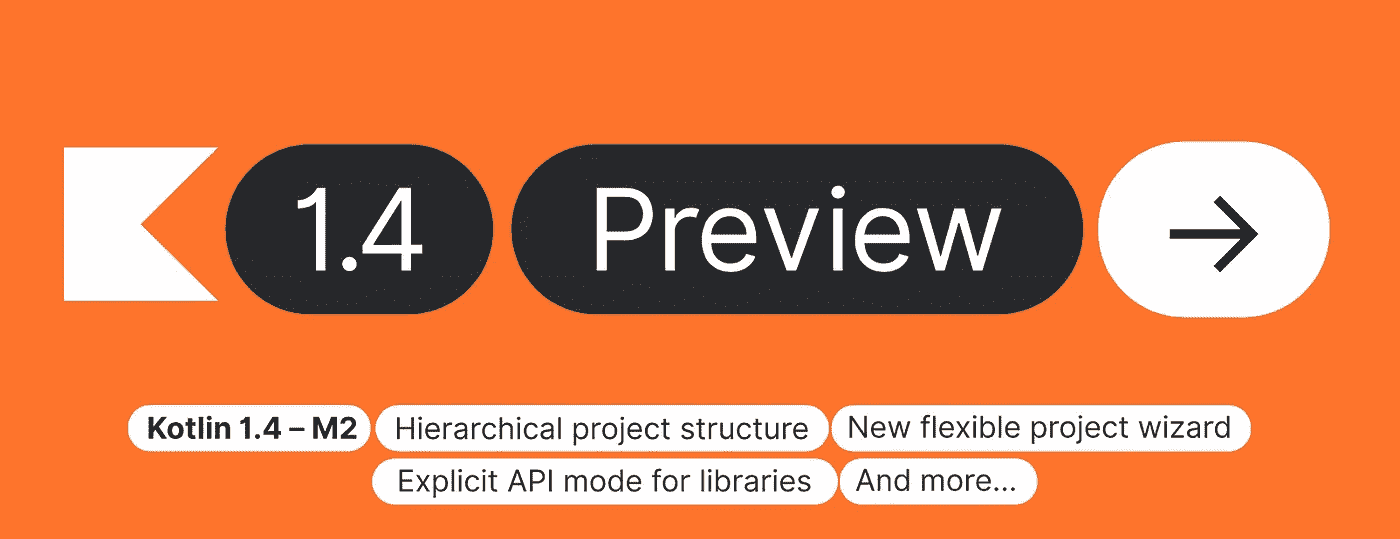 1.4 Preview →
Kotlin 1.4 – M2 Hierarchical project structure New flexible project wizard
Explicit API mode for libraries And more...